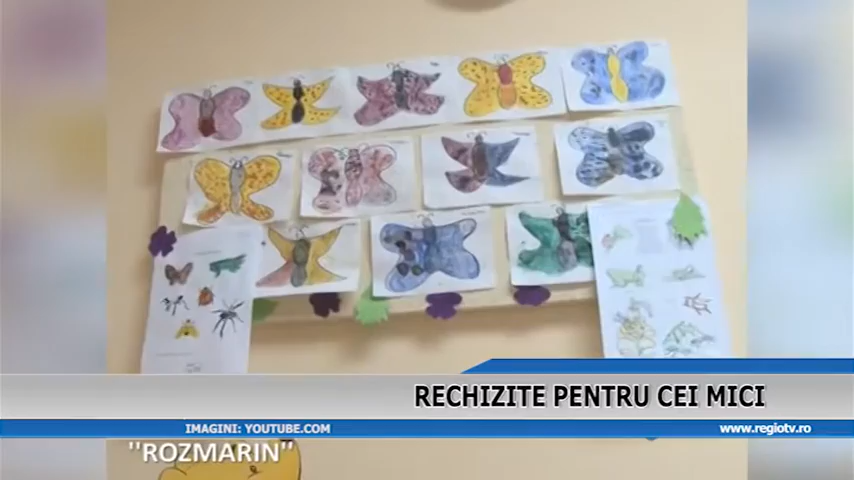 RECHIZITE PENTRU CEI MICI
IMAGINI: YOUTUBE.COM
www.regiotv.ro
"ROZMARIN"